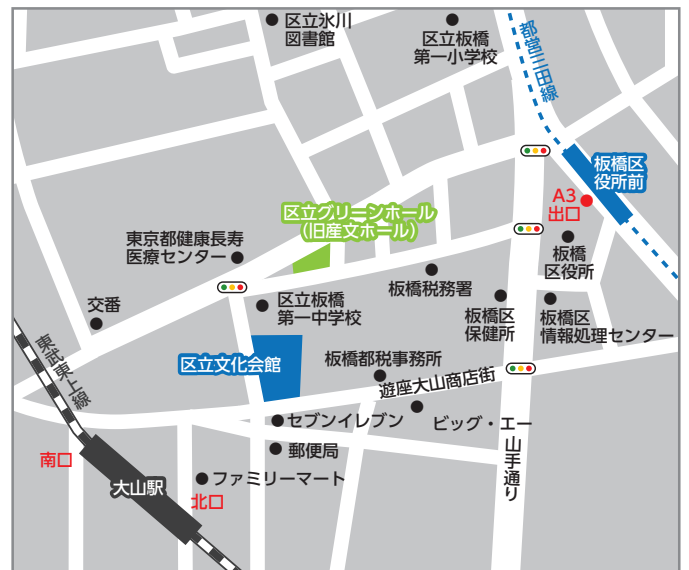 区立氷川
図書館
区立板橋
第一小学校
都営三田線
板橋区
役所前
A3
出口
区立グリーンホール
(旧産文ホール)
東京都健康長寿
医療センター
板橋
区役所
板橋税務署
交番
区立板橋
第一中学校
板橋区
保健所
板橋区
情報処理センター
東武東上線
区立文化会館
板橋都税事務所
遊座大山商店街
セブンイレブン
ビッグ・エー
山手通り
郵便局
南口
大山駅
ファミリーマート
北口